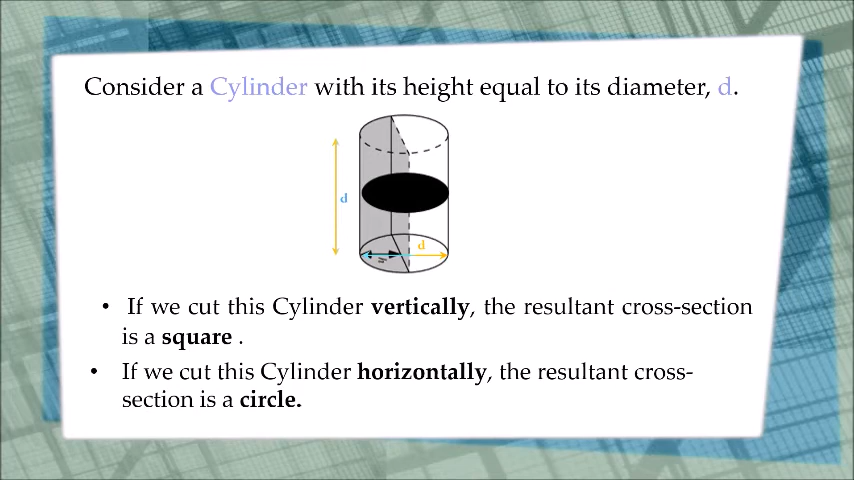 Consider a Cylinder with its height equal to its diameter, d.
d
d
r
• If we cut this Cylinder vertically, the resultant cross-section
is a square .
• If we cut this Cylinder horizontally, the resultant cross-
section is a circle.